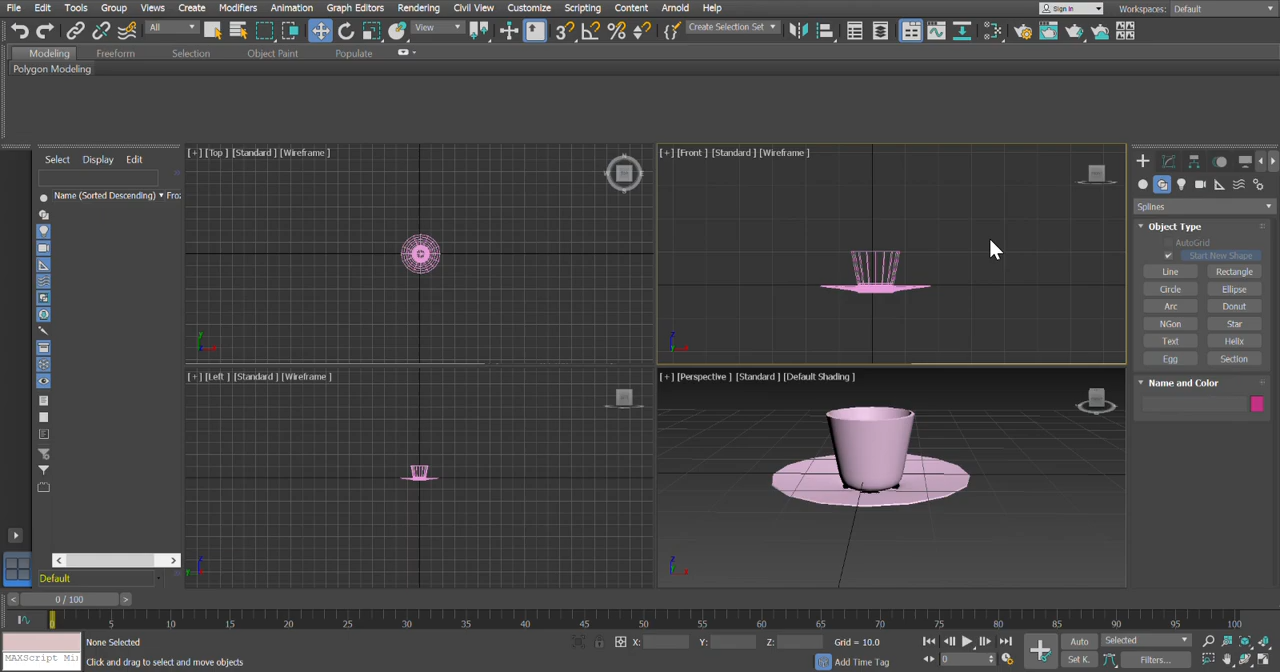 File Edit Tools Group Views Create Modifiers Animation Graph Editors Rendering Civil View Customize Scripting Content Arnold Help Sign In Workspaces: Default
All View Create Selection Set
Modeling Freeform Selection Object Paint Populate
Polygon Modeling
Select Display Edit
Name (Sorted Descending) Fro
[+] [Top] [Standard] [Wireframe]
[+] [Front] [Standard] [Wireframe]
[+] [Left] [Standard] [Wireframe]
[+] [Perspective] [Standard] [Default Shading]
Splines
Object Type
AutoGrid
Start New Shape
Line Rectangle
Circle Ellipse
Arc Donut
NGon Star
Text Helix
Egg Section
Name and Color
Default
0 / 100
0 5 10 15 20 25 30 35 40 45 50 55 60 65 70 75 80 85 90 95 100
None Selected X: Y: Z: Grid = 10.0 Auto Selected
MAXScript Mi Click and drag to select and move objects Add Time Tag 0 Set K. Filters...